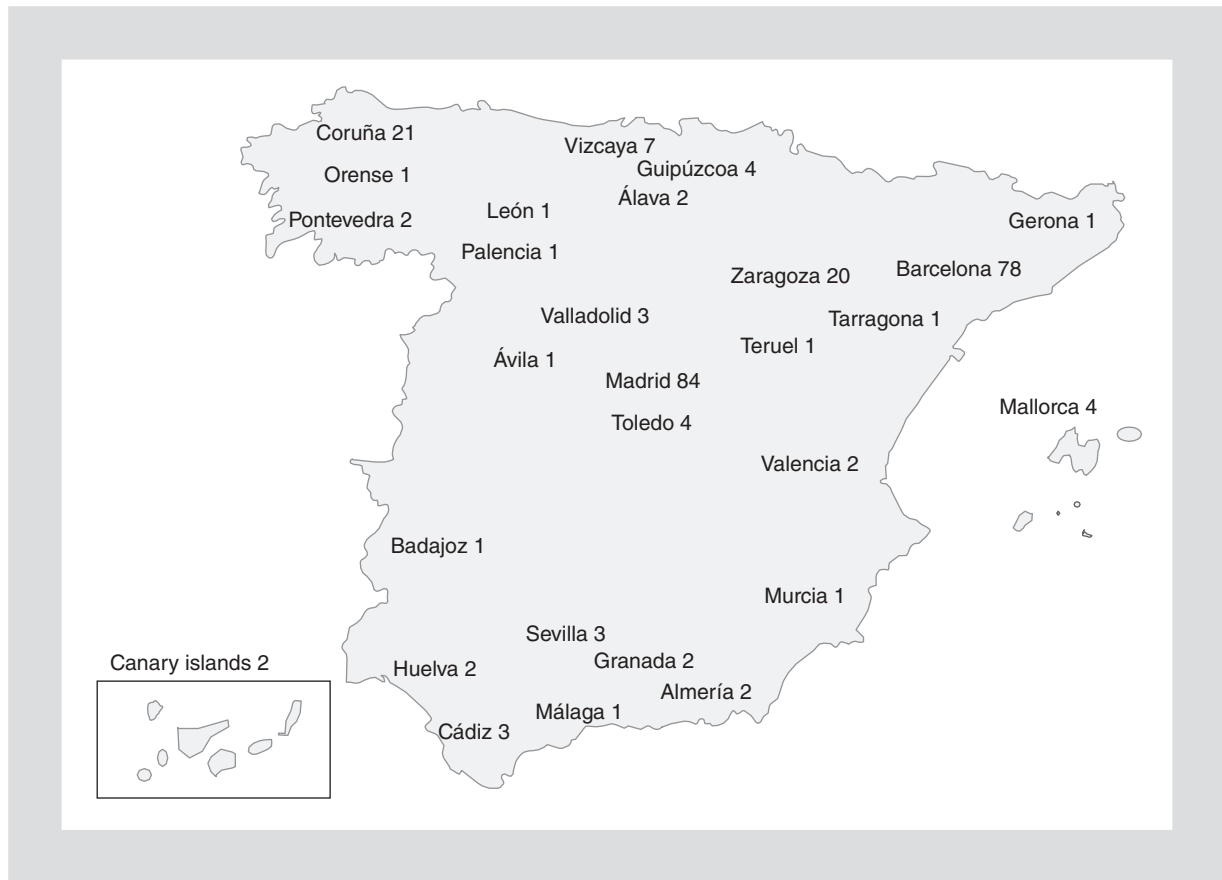 Coruña 21
Vizcaya 7
Guipúzcoa 4
Orense 1
Álava 2
León 1
Pontevedra 2
Gerona 1
Palencia 1
Zaragoza 20
Barcelona 78
Valladolid 3
Tarragona 1
Teruel 1
Ávila 1
Madrid 84
Mallorca 4
Toledo 4
Valencia 2
Badajoz 1
Murcia 1
Sevilla 3
Granada 2
Canary islands 2
Huelva 2
Almería 2
Málaga 1
Cádiz 3